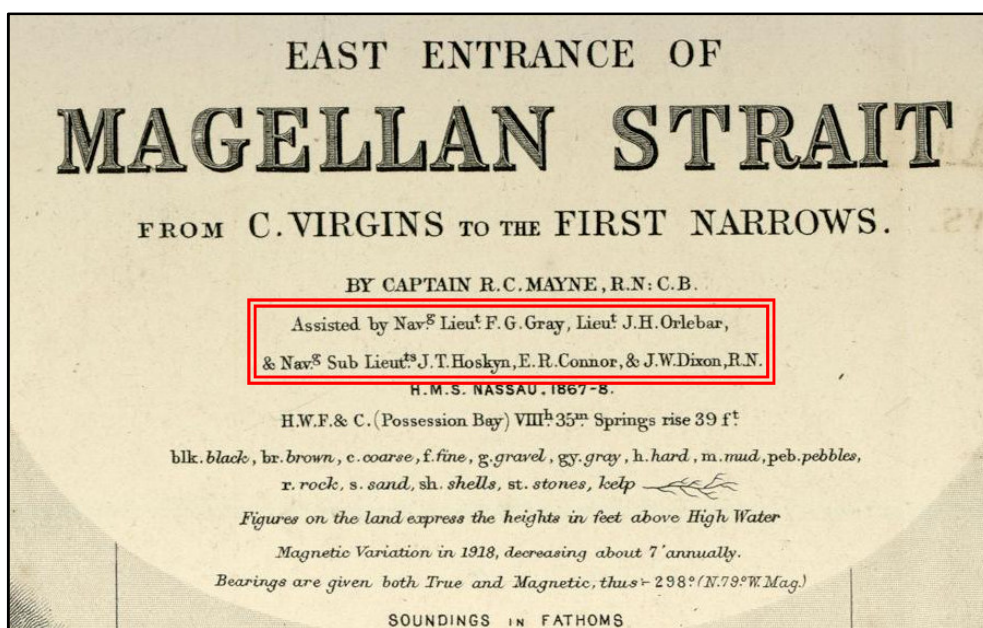 EAST ENTRANCE OF
MAGELLAN STRAIT
FROM C. VIRGINS TO THE FIRST NARROWS.
BY CAPTAIN R.C. MAYNE, R.N: C.B.
Assisted by Navg Lieut F.G. Gray, Lieut J.H. Orlebar,
& Navg Sub Lieuts J.T. Hoskyn, E.R. Connor, & J.W. Dixon, R.N.
H.M.S. NASSAU. 1867-8.
H.W.F.& C. (Possession Bay) VIIIh 35m Springs rise 39 ft
blk. black, br. brown, c. coarse, f. fine, g. gravel, gy. gray, h. hard, m. mud, peb. pebbles,
r. rock, s. sand, sh. shells, st. stones, kelp
Figures on the land express the heights in feet above High Water
Magnetic Variation in 1918, decreasing about 7' annually.
Bearings are given both True and Magnetic, thus:- 298° (N.79°W. Mag.)
SOUNDINGS IN FATHOMS